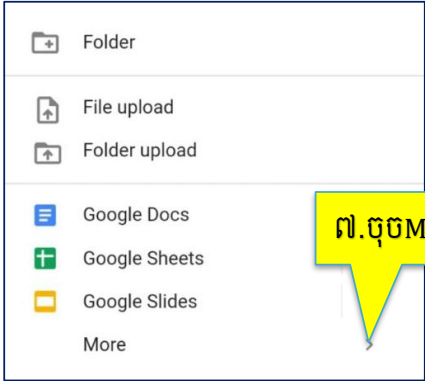 Folder
File upload
Folder upload
Google Docs
៧.ចុចM
Google Sheets
Google Slides
More